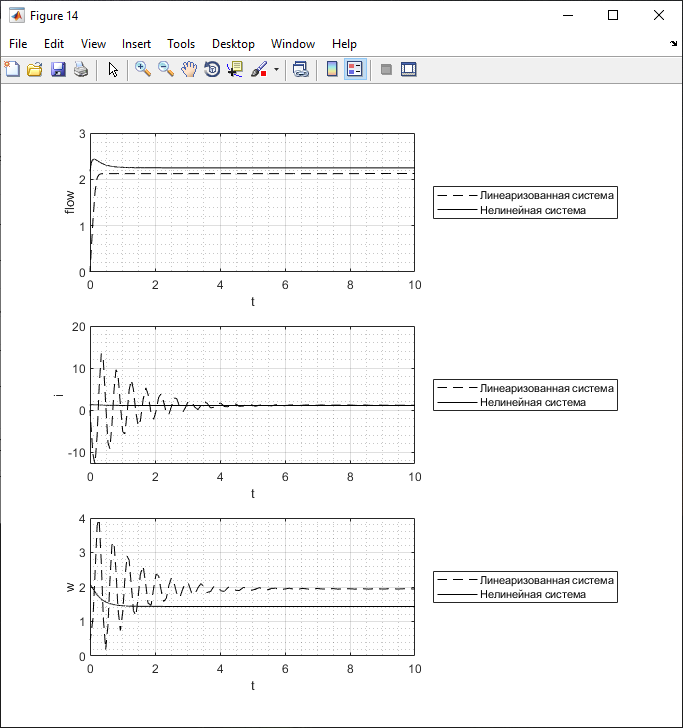 Figure 14
File Edit View Insert Tools Desktop Window Help
3
2
1
0
flow
0 2 4 6 8 10
t
Линеаризованная система
Нелинейная система
20
10
0
-10
i
0 2 4 6 8 10
t
Линеаризованная система
Нелинейная система
4
3
2
1
0
w
0 2 4 6 8 10
t
Линеаризованная система
Нелинейная система